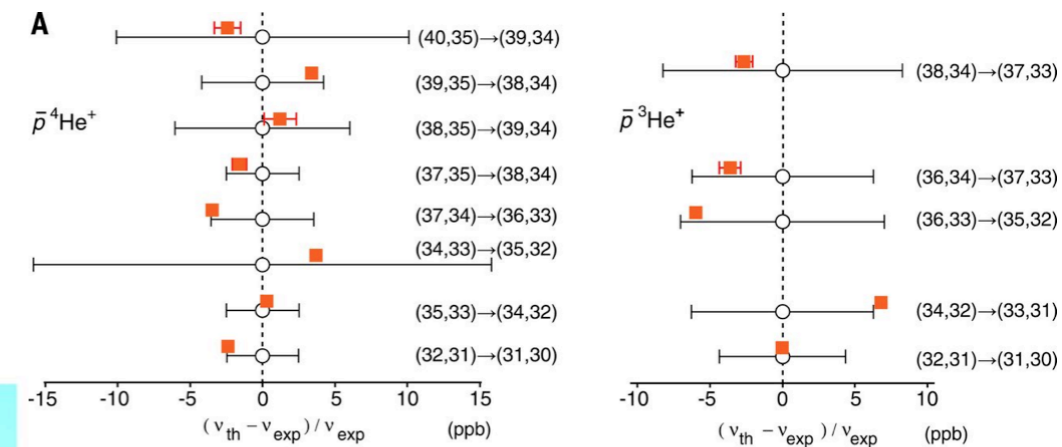 A
(40,35)→(39,34)
(39,35)→(38,34)
p̄ ⁴He⁺
(38,35)→(39,34)
(37,35)→(38,34)
(37,34)→(36,33)
(34,33)→(35,32)
(35,33)→(34,32)
(32,31)→(31,30)
-15 -10 -5 0 5 10 15
(ν_th − ν_exp) / ν_exp (ppb)
(38,34)→(37,33)
p̄ ³He⁺
(36,34)→(37,33)
(36,33)→(35,32)
(34,32)→(33,31)
(32,31)→(31,30)
-10 -5 0 5 10
(ν_th − ν_exp) / ν_exp (ppb)